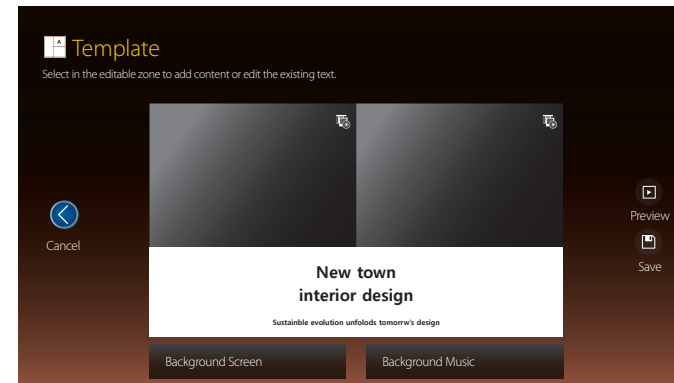 A
Template
Select in the editable zone to add content or edit the existing text.
Cancel
Preview
Save
New town
interior design
Sustainble evolution unfolods tomorrw's design
Background Screen
Background Music